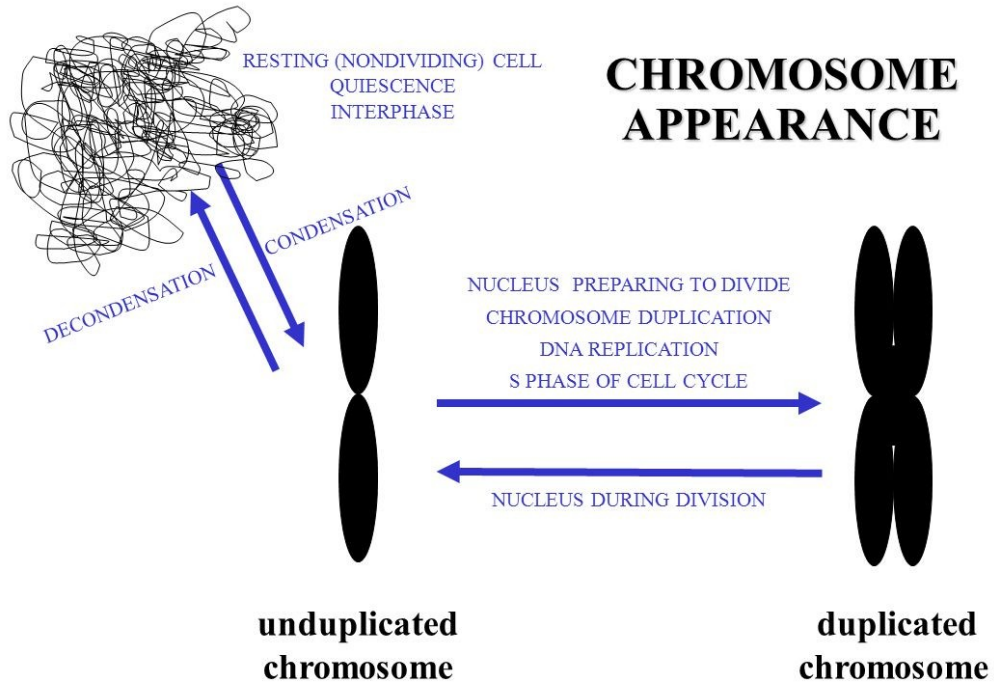 RESTING (NONDIVIDING) CELL
QUIESCENCE
INTERPHASE
CHROMOSOME
APPEARANCE
CONDENSATION
DECONDENSATION
NUCLEUS PREPARING TO DIVIDE
CHROMOSOME DUPLICATION
DNA REPLICATION
S PHASE OF CELL CYCLE
NUCLEUS DURING DIVISION
unduplicated
chromosome
duplicated
chromosome